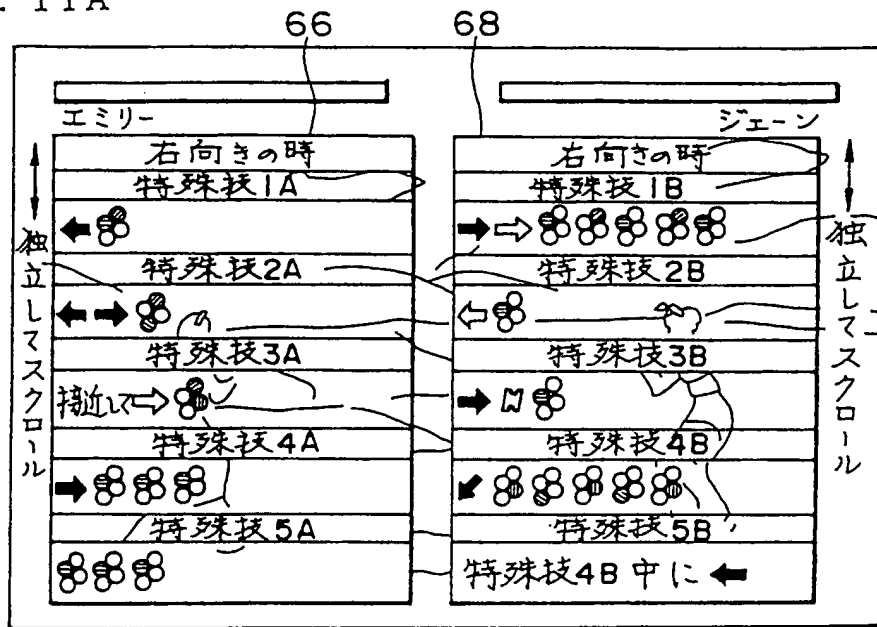 11A
66
68
エミリー
ジェーン
右向きの時
特殊技1A
特殊技2A
特殊技3A
接近して
特殊技4A
特殊技5A
右向きの時
特殊技1B
特殊技2B
特殊技3B
特殊技4B
特殊技5B
特殊技4B中に
独立してスクロール
独立してスクロール